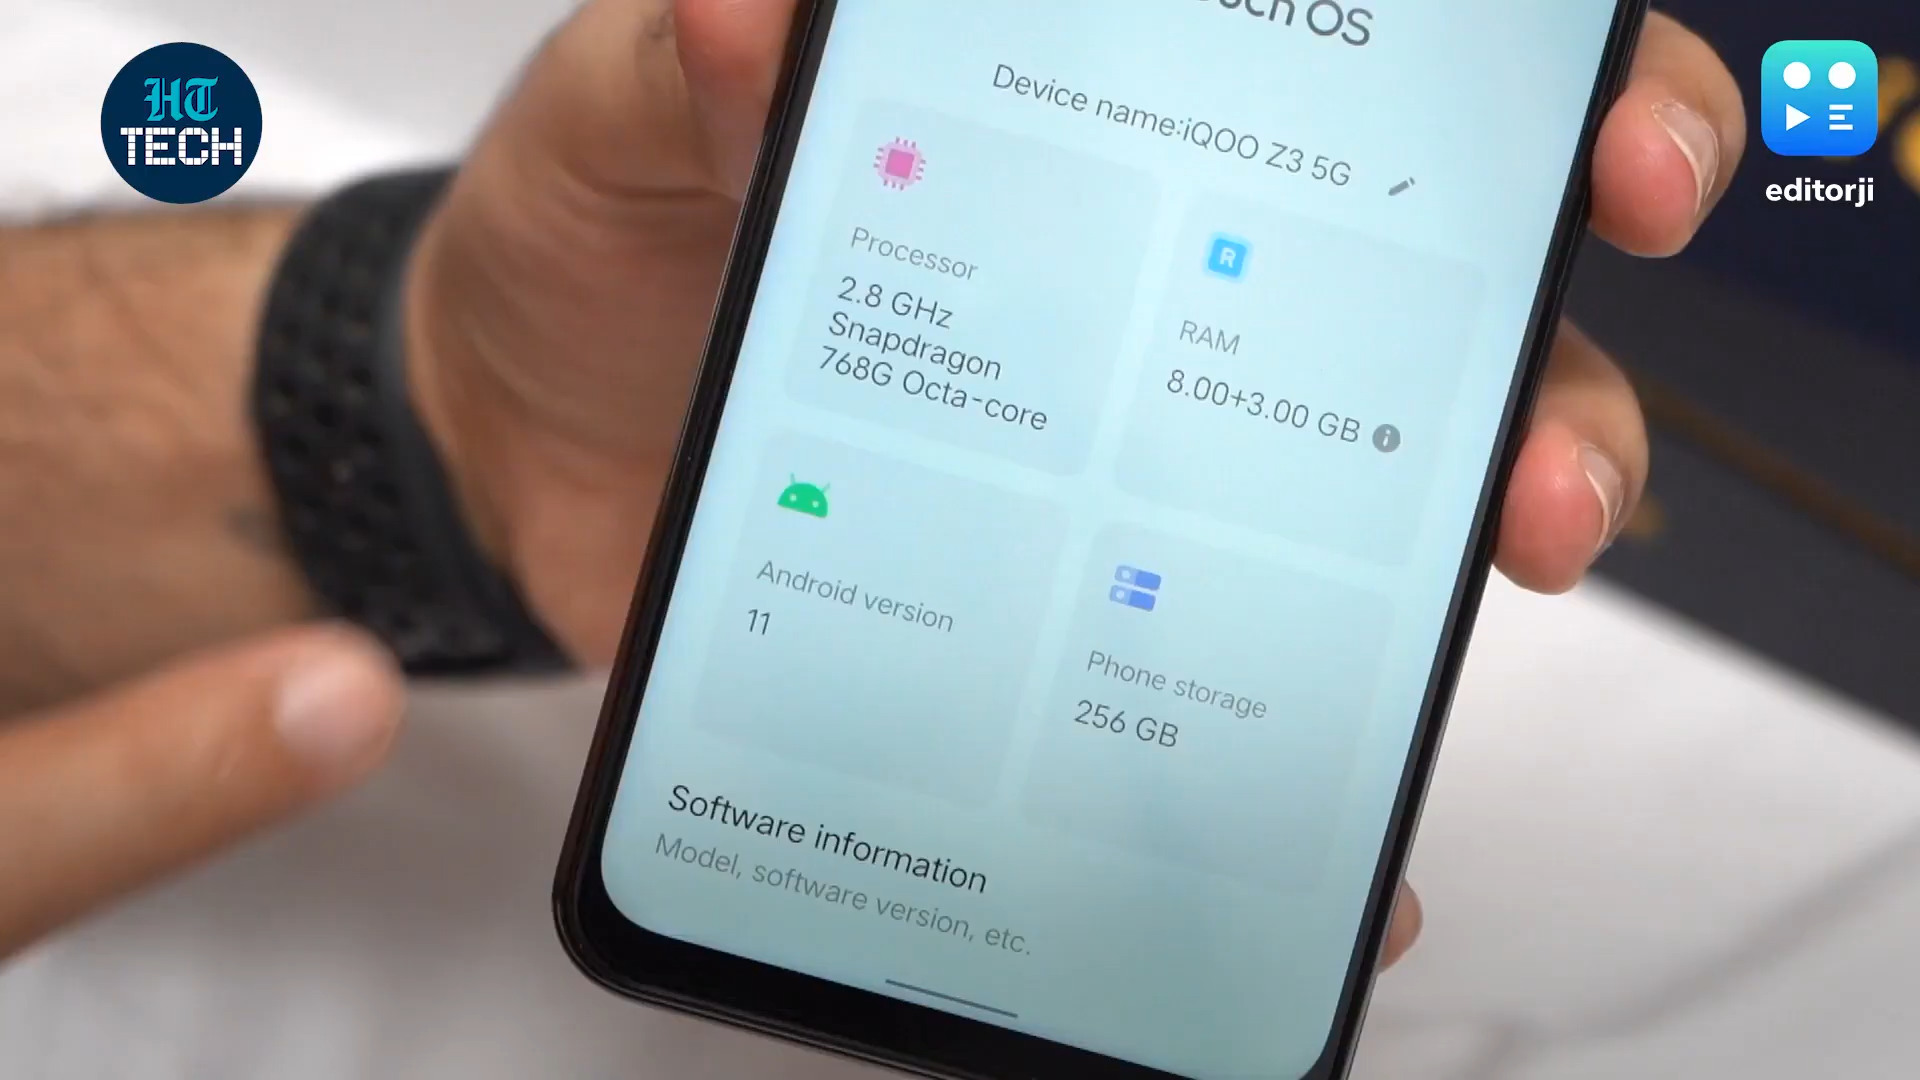 HT
TECH
editorji
OS
Device name:iQOO Z3 5G
R
Processor
2.8 GHz
Snapdragon
768G Octa-core
RAM
8.00+3.00 GB
i
Android version
11
Phone storage
256 GB
Software information
Model, software version, etc.